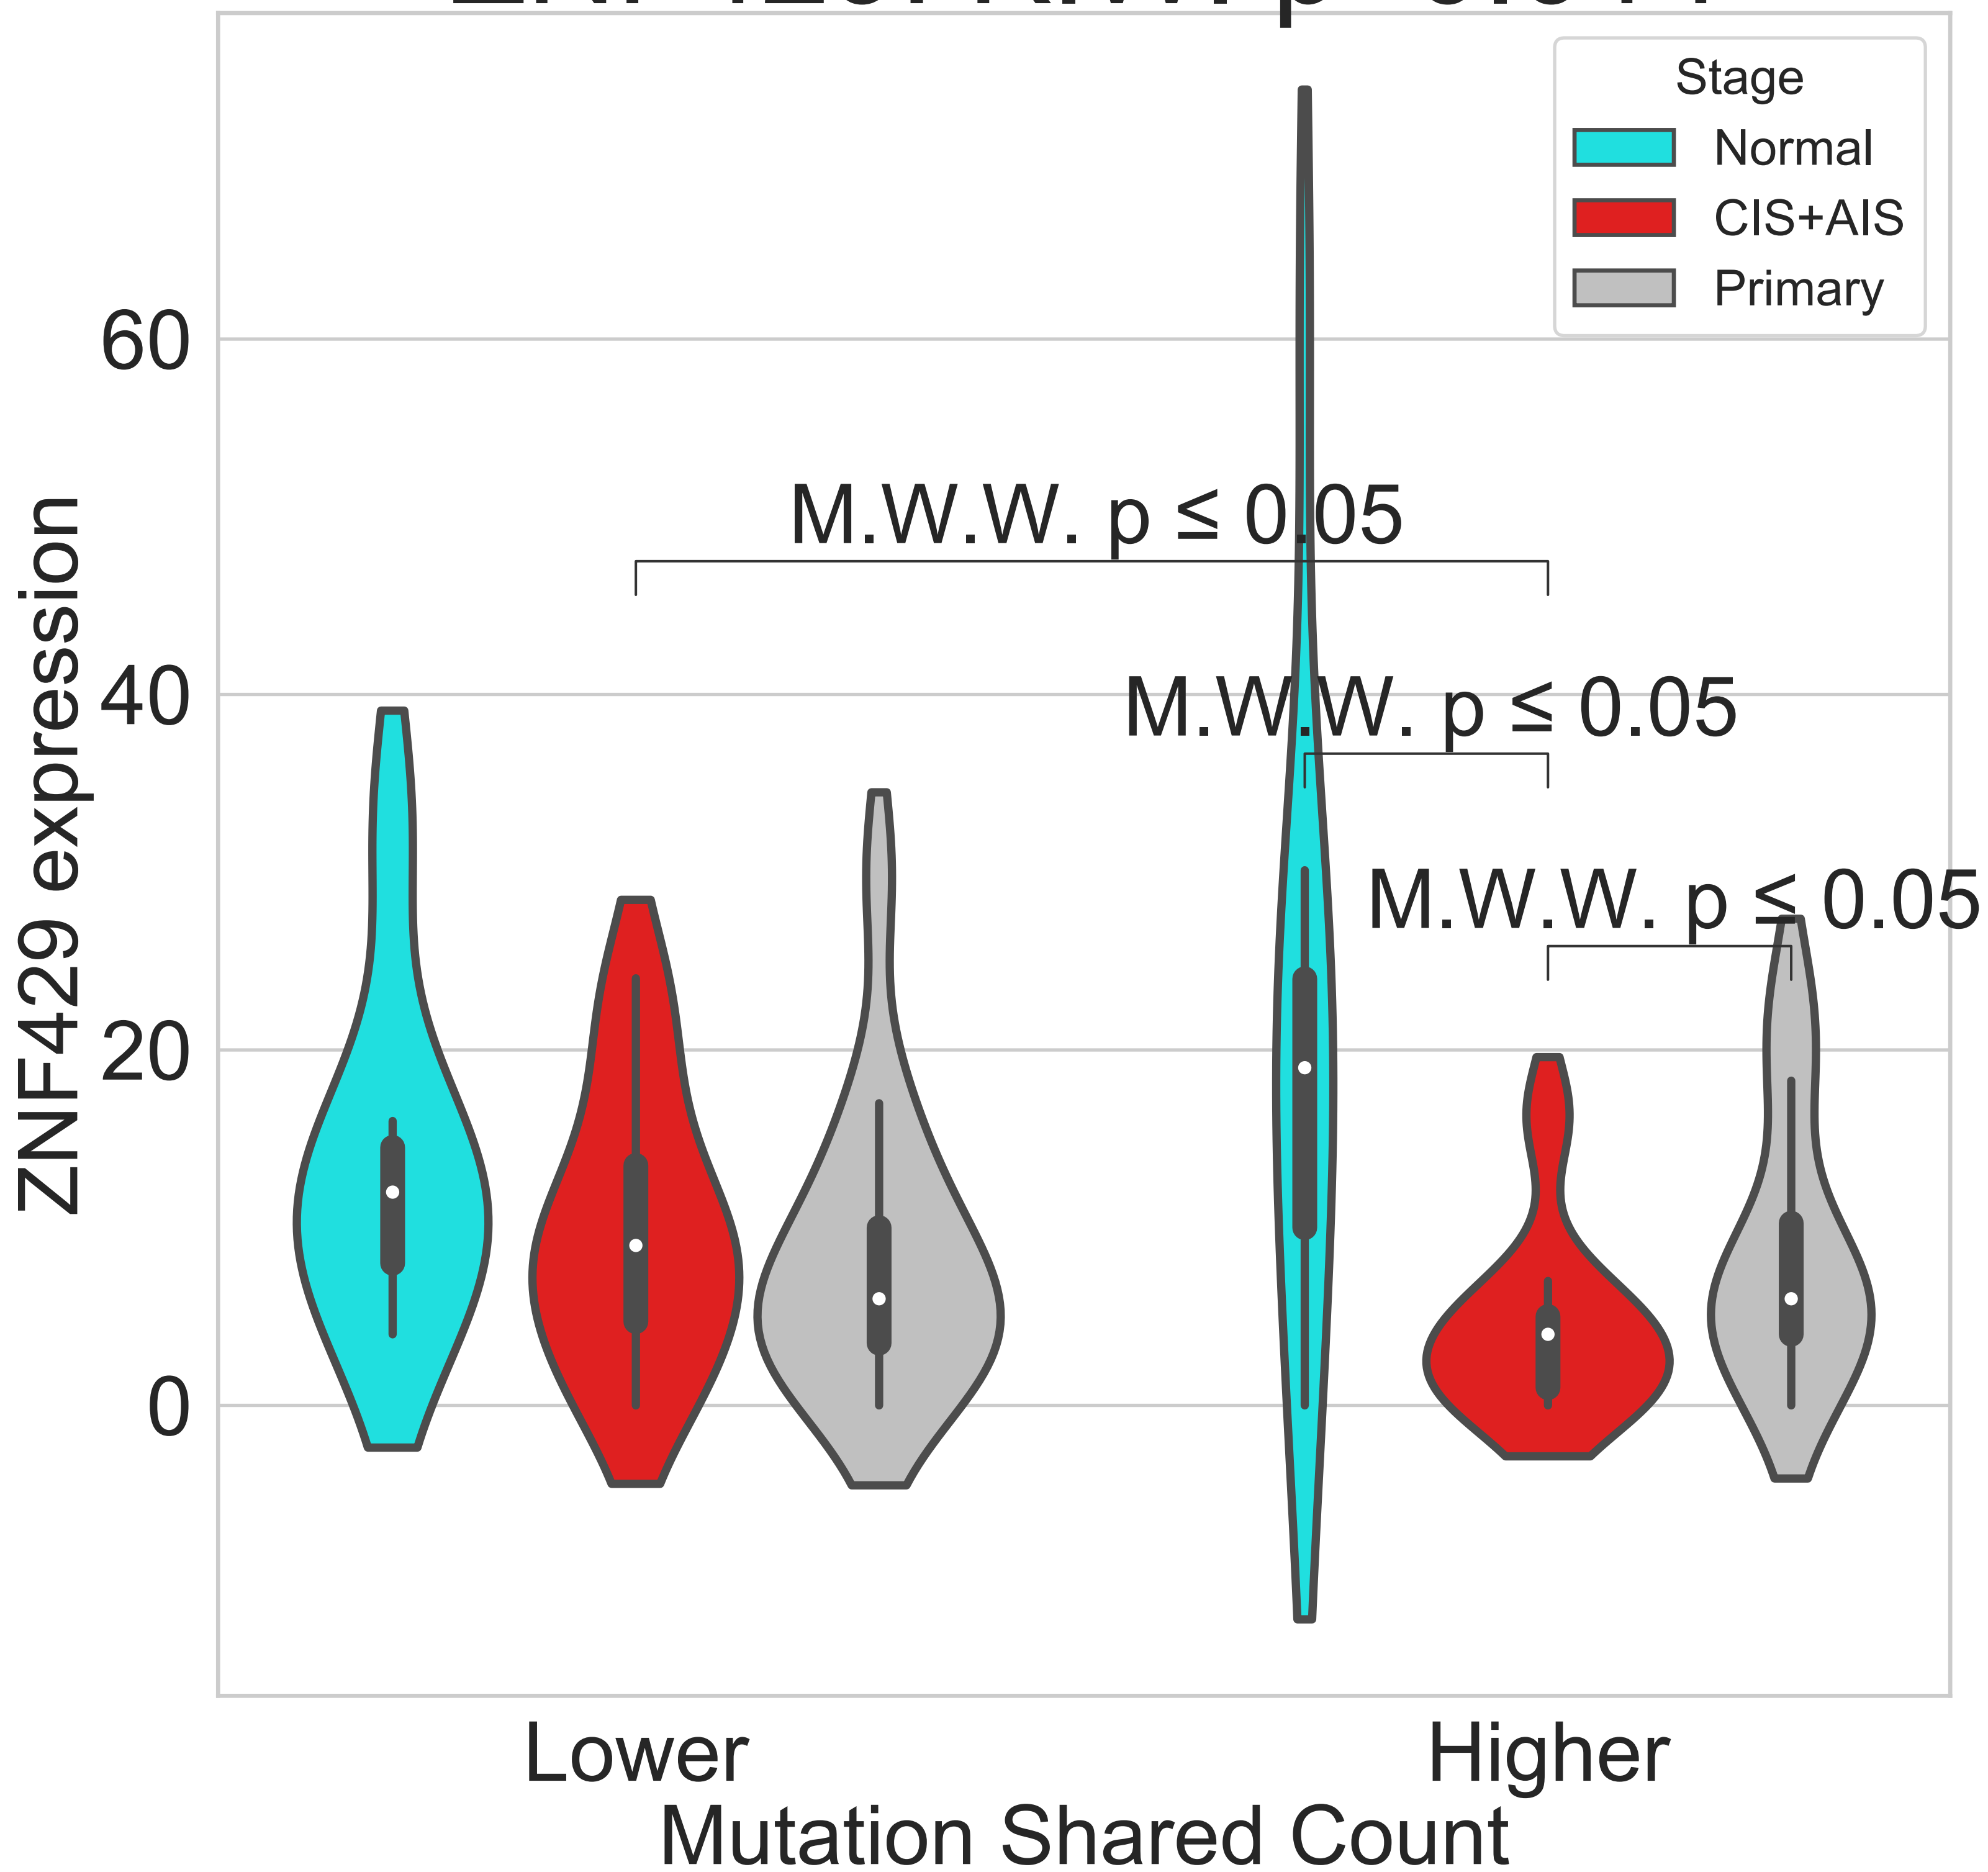 Stage
Normal
CIS+AIS
Primary
60
40
20
0
ZNF429 expression
M.W.W. p ≤ 0.05
M.W.W. p ≤ 0.05
M.W.W. p ≤ 0.05
Lower
Higher
Mutation Shared Count